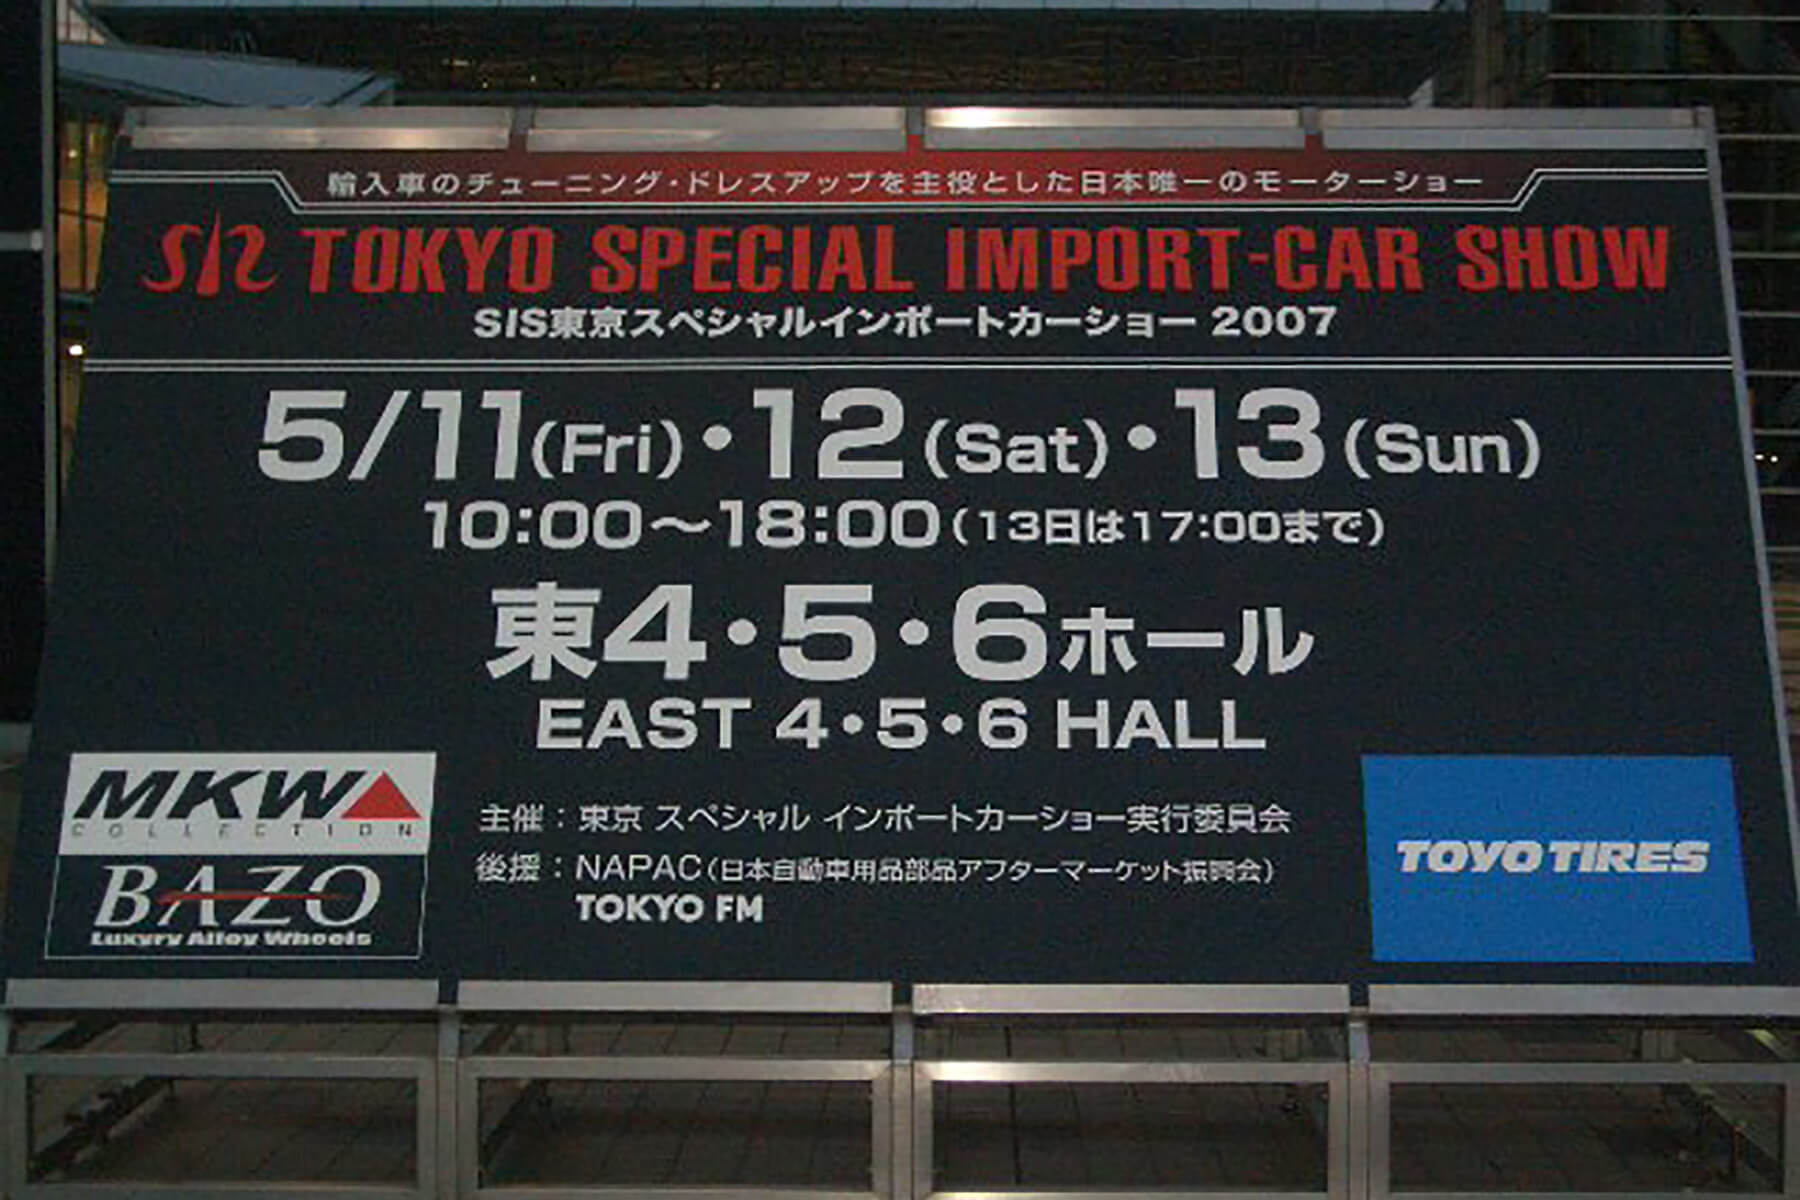 輸入車のチューニング・ドレスアップを主役とした日本唯一のモーターショー
SIS TOKYO SPECIAL IMPORT-CAR SHOW
SIS東京スペシャルインポートカーショー 2007
5/11(Fri)・12(Sat)・13(Sun)
10:00～18:00(13日は17:00まで)
東4・5・6ホール
EAST 4・5・6 HALL
主催：東京 スペシャル インポートカーショー実行委員会
後援：NAPAC(日本自動車用品部品アフターマーケット振興会)
TOKYO FM
MKW
COLLECTION
BAZO
Luxyry Alloy Wheels
TOYO TIRES